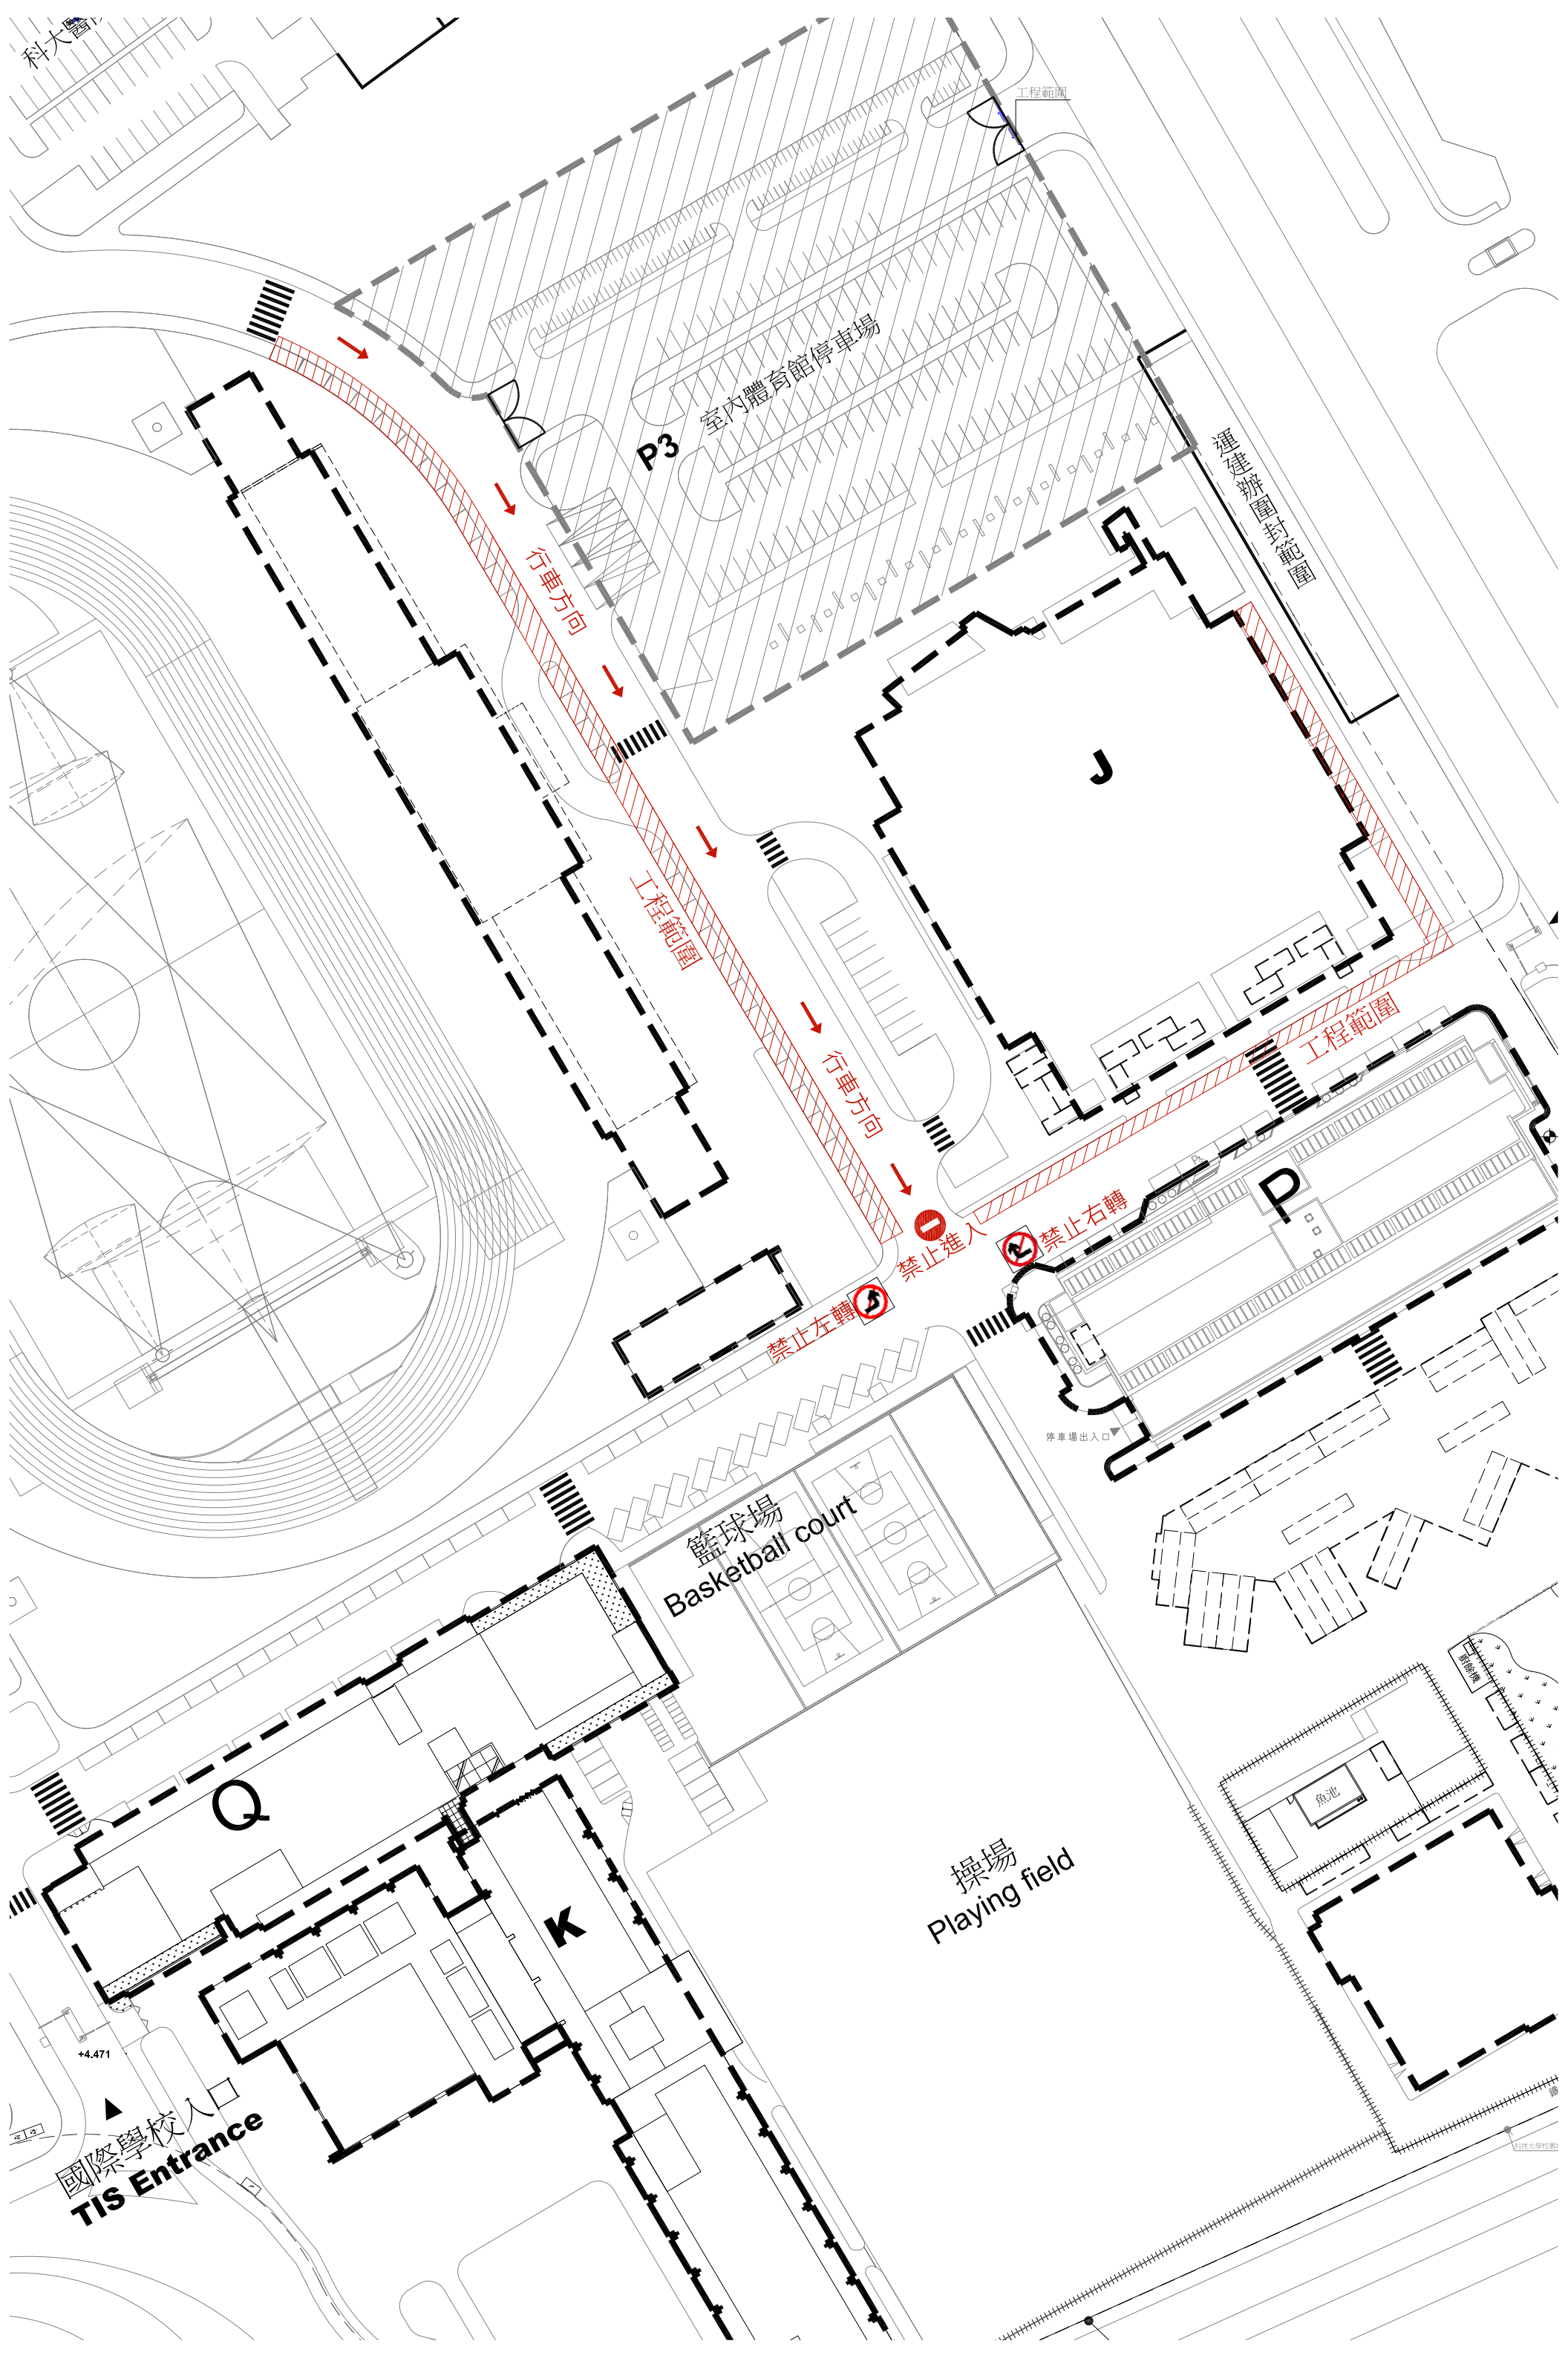 科大醫
工程範圍
室內體育館停車場
P3
運建辦圍封範圍
行車方向
J
工程範圍
行車方向
工程範圍
P
禁止進入
禁止右轉
禁止左轉
停車場出入口
籃球場
Basketball court
廚餘機
魚池
Q
操場
Playing field
K
+4.471
國際學校入口
TIS Entrance